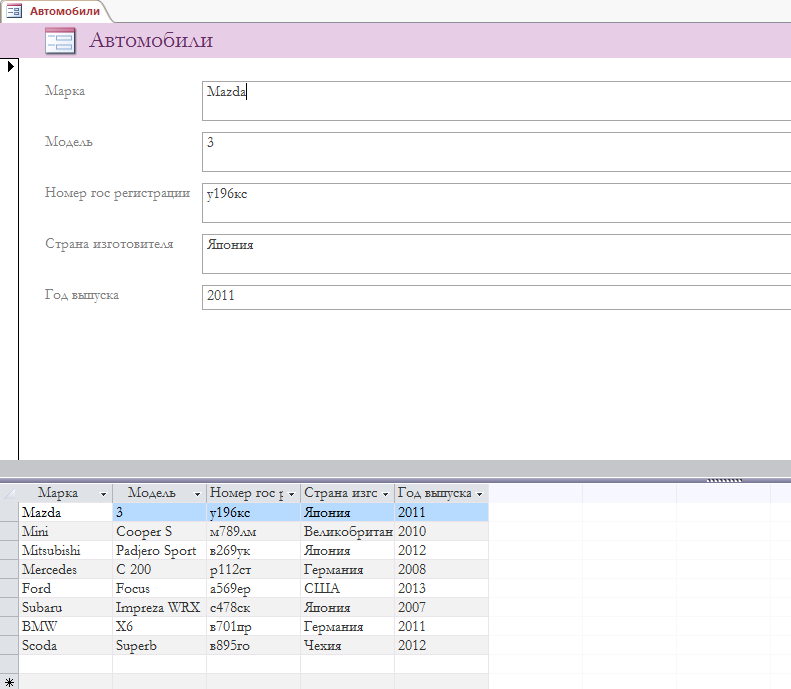 Автомобили
Автомобили
Марка Mazda
Модель 3
Номер гос регистрации у196кс
Страна изготовителя Япония
Год выпуска 2011
Марка Модель Номер гос р Страна изгс Год выпуска
Mazda 3 у196кс Япония 2011
Mini Cooper S м789лм Великобритан 2010
Mitsubishi Padjero Sport в269ук Япония 2012
Mercedes C 200 р112ст Германия 2008
Ford Focus а569ер США 2013
Subaru Impreza WRX с478ск Япония 2007
BMW X6 в701пр Германия 2011
Scoda Superb в895го Чехия 2012